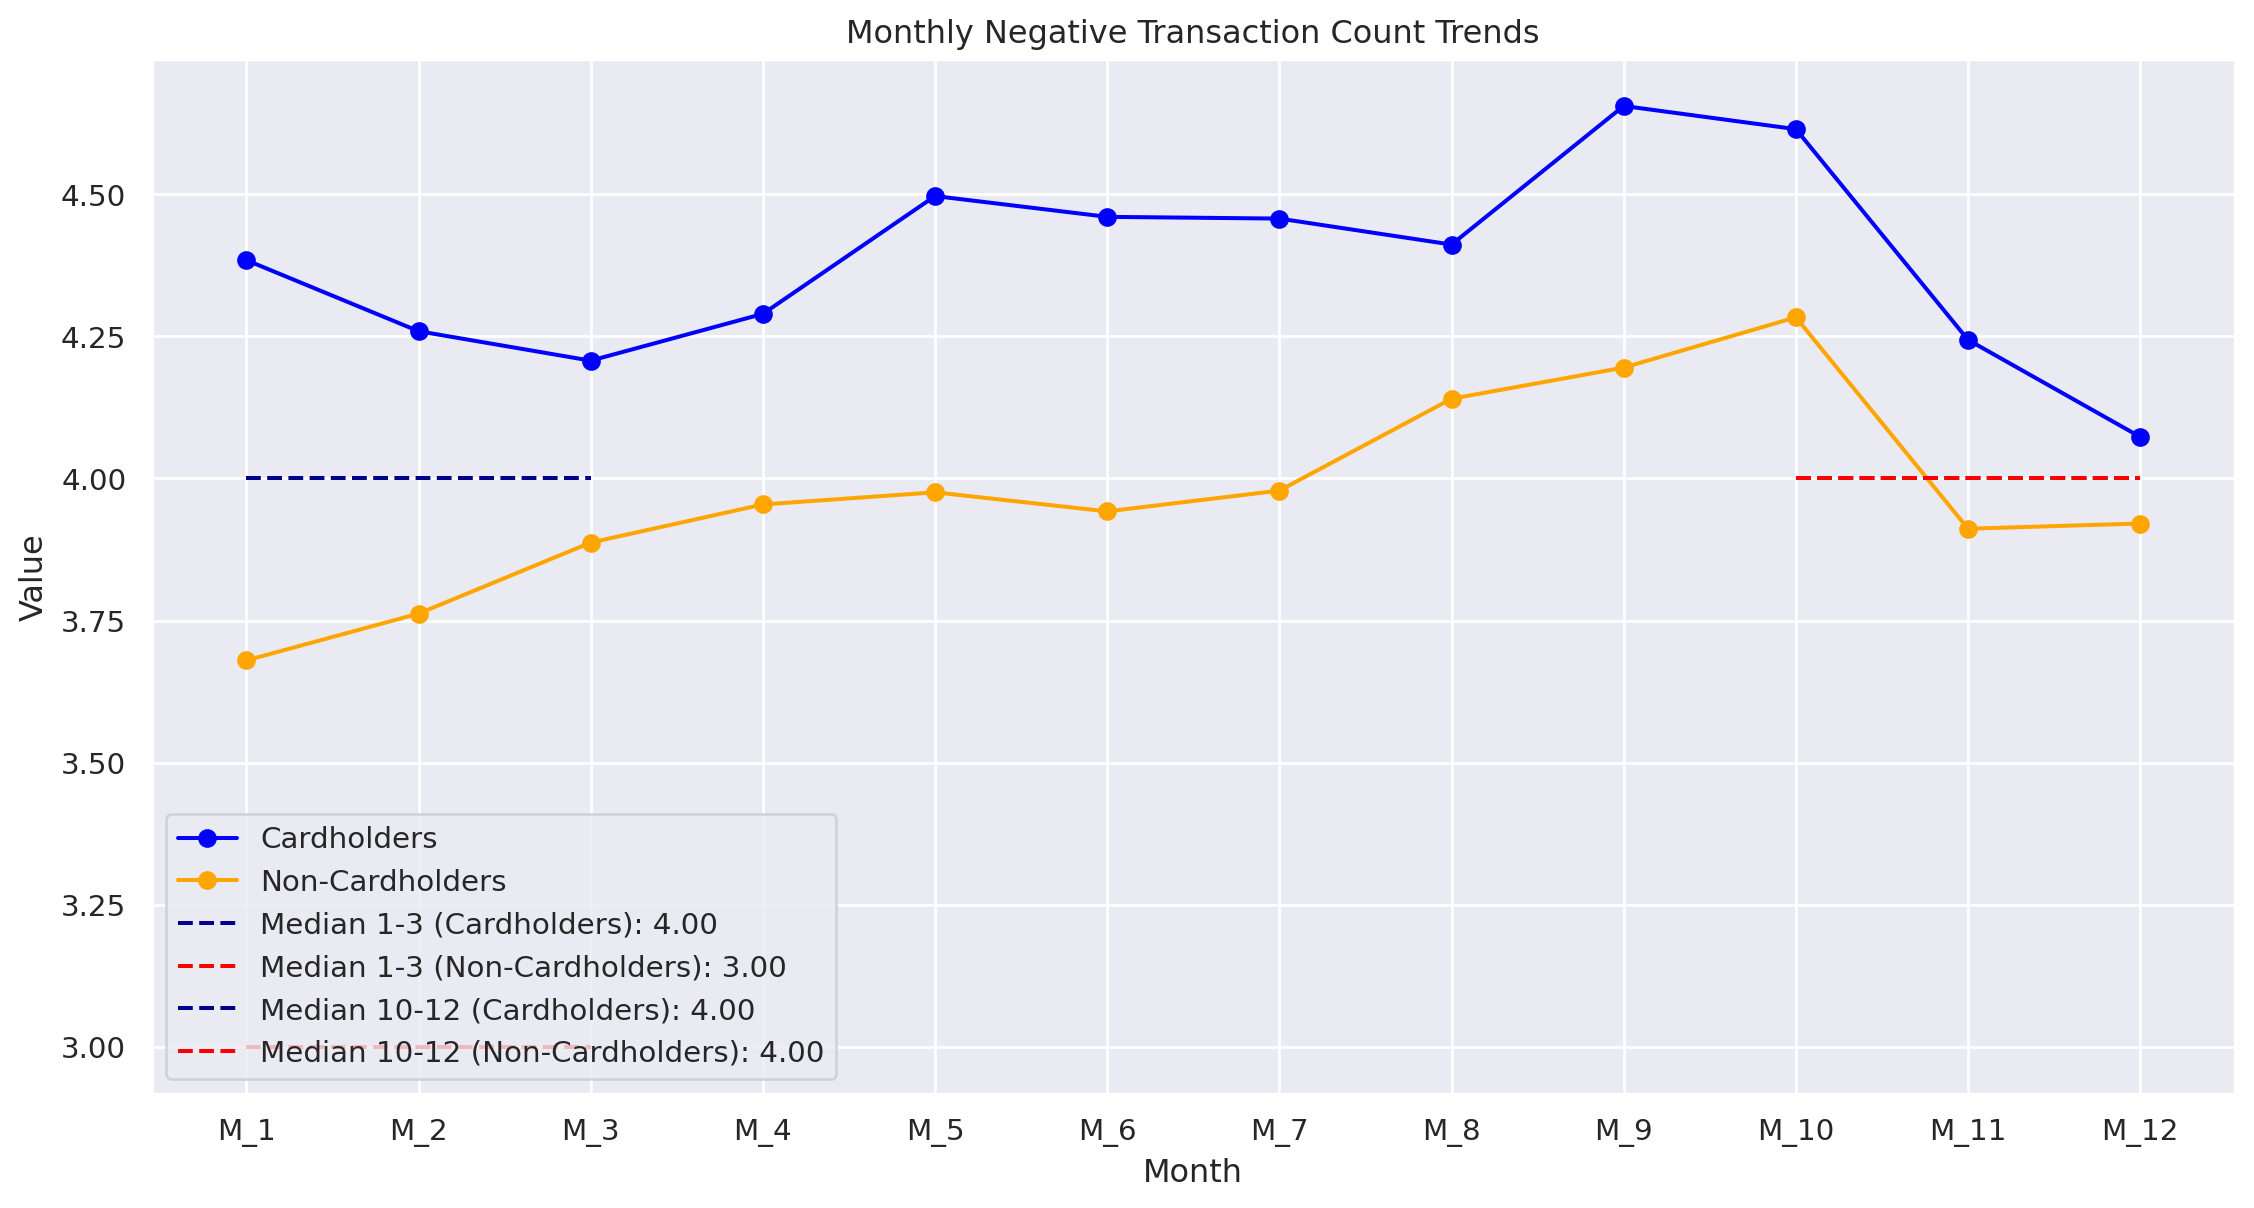 Monthly Negative Transaction Count Trends
Value
4.50
4.25
4.00
3.75
3.50
3.25
3.00
Cardholders
Non-Cardholders
Median 1-3 (Cardholders): 4.00
Median 1-3 (Non-Cardholders): 3.00
Median 10-12 (Cardholders): 4.00
Median 10-12 (Non-Cardholders): 4.00
M_1 M_2 M_3 M_4 M_5 M_6 M_7 M_8 M_9 M_10 M_11 M_12
Month